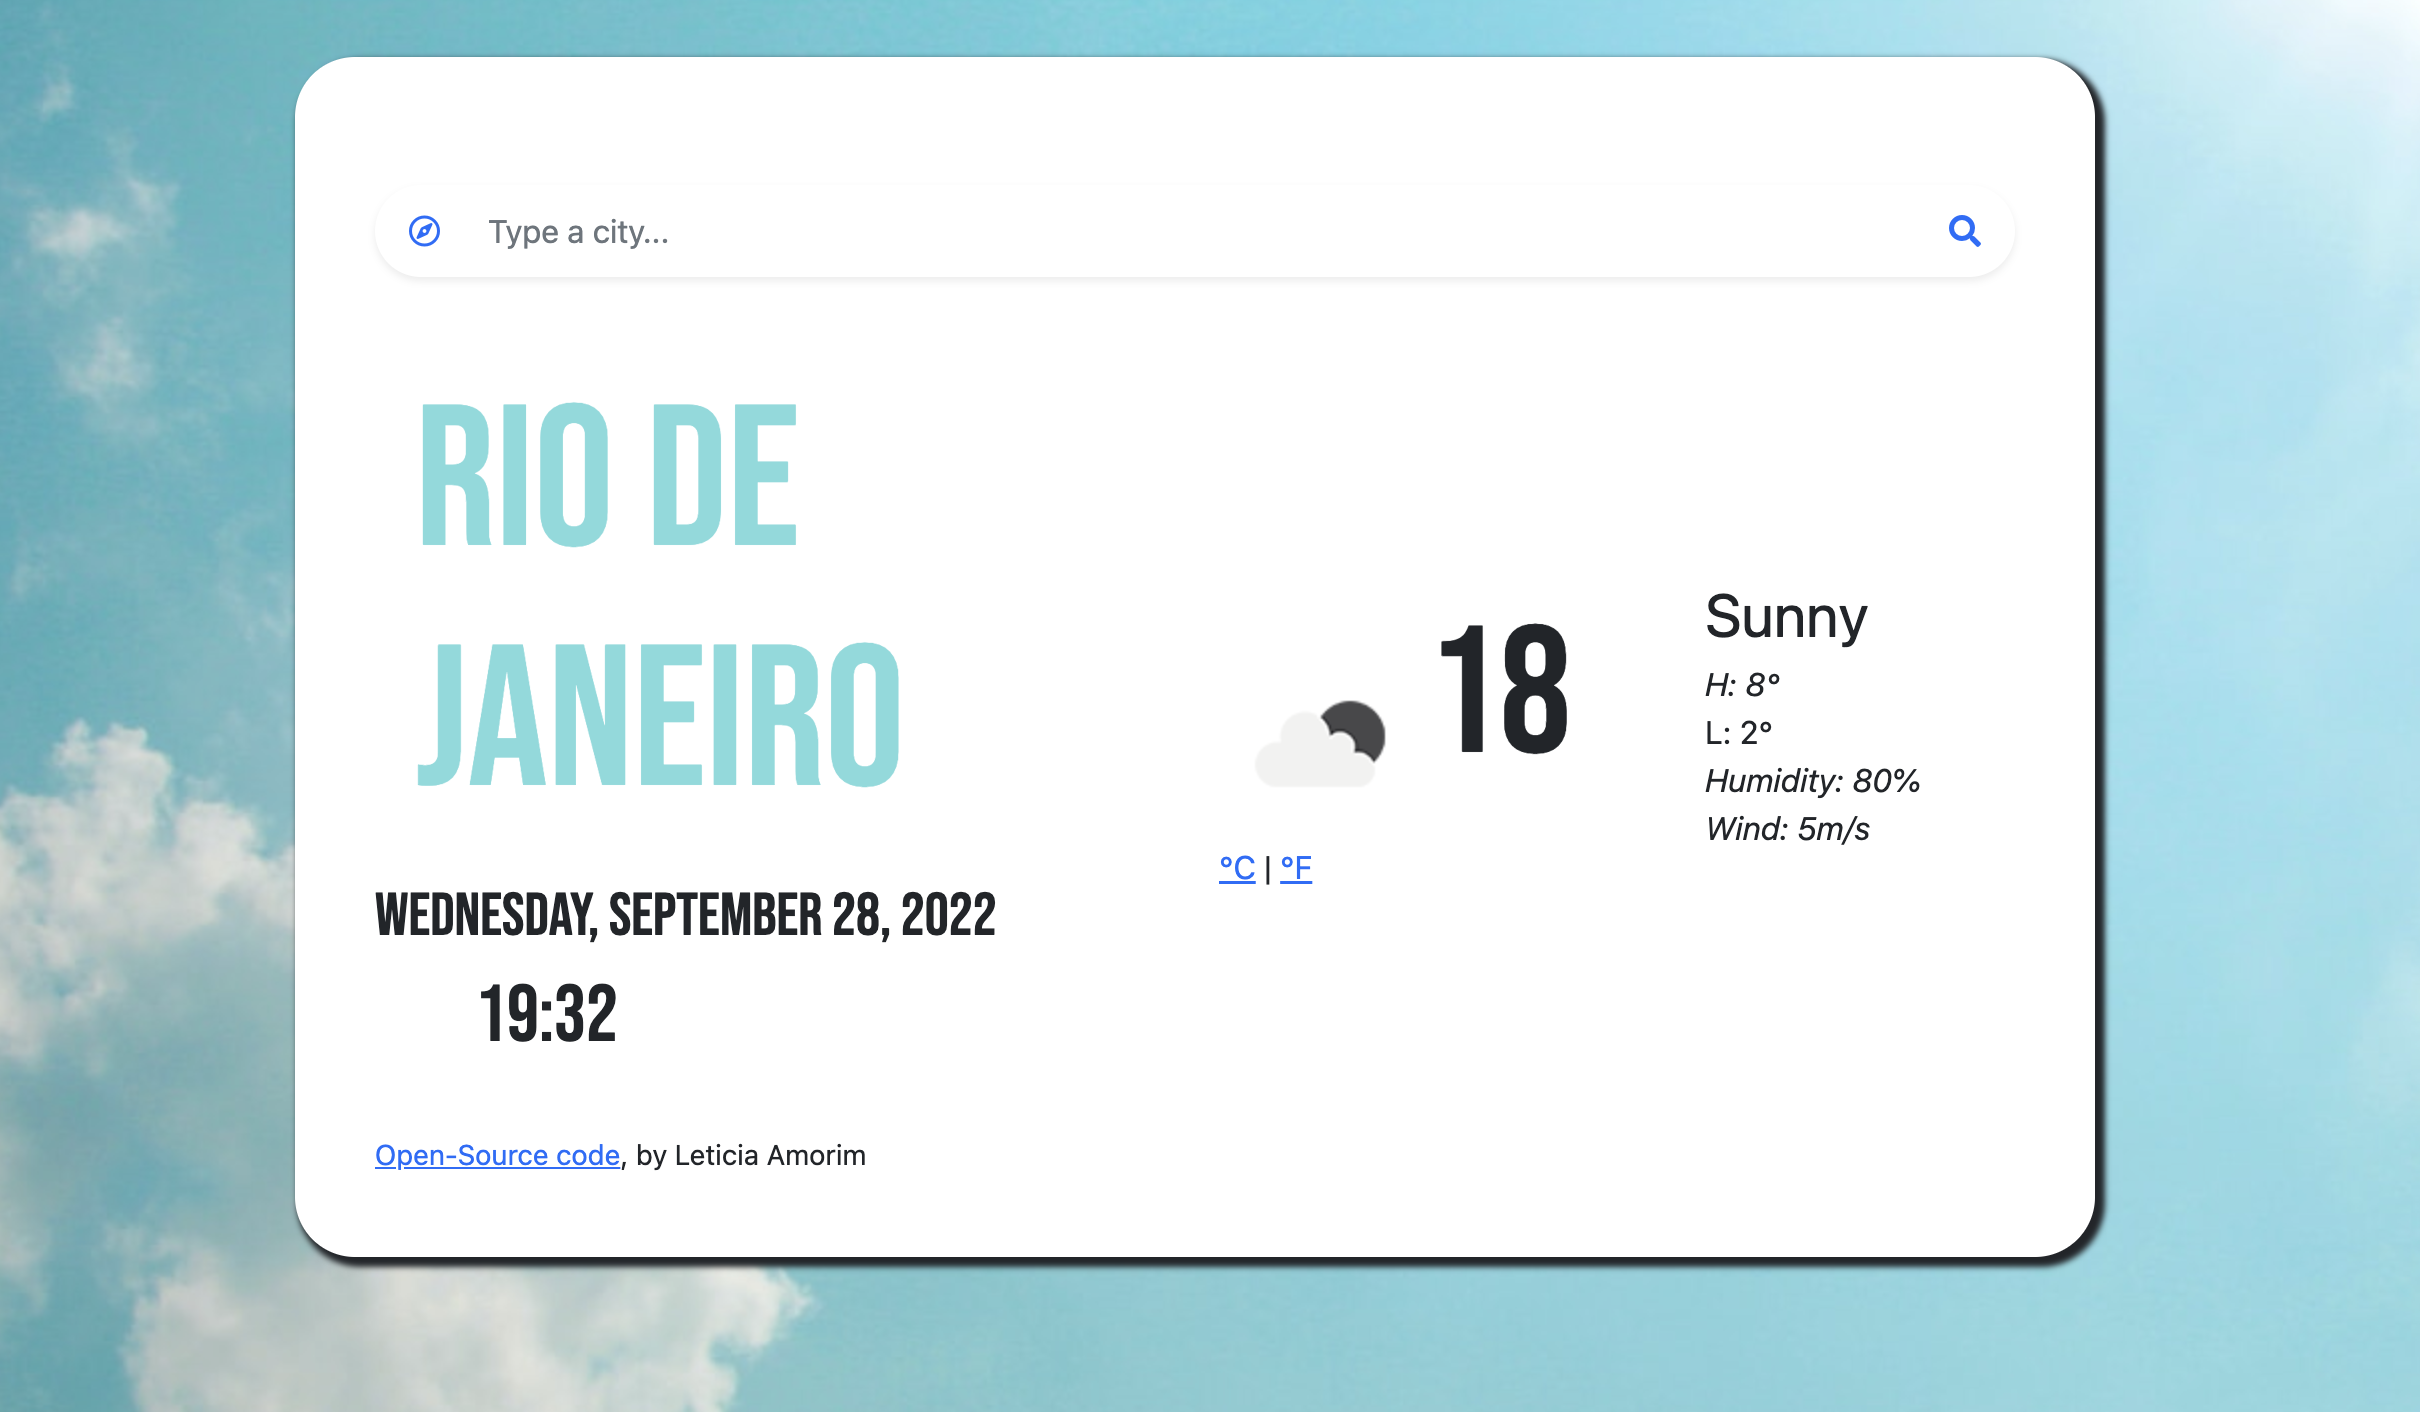 Type a city...
RIO DE
JANEIRO
WEDNESDAY, SEPTEMBER 28, 2022
19:32
18
°C | °F
Sunny
H: 8°
L: 2°
Humidity: 80%
Wind: 5m/s
Open-Source code, by Leticia Amorim